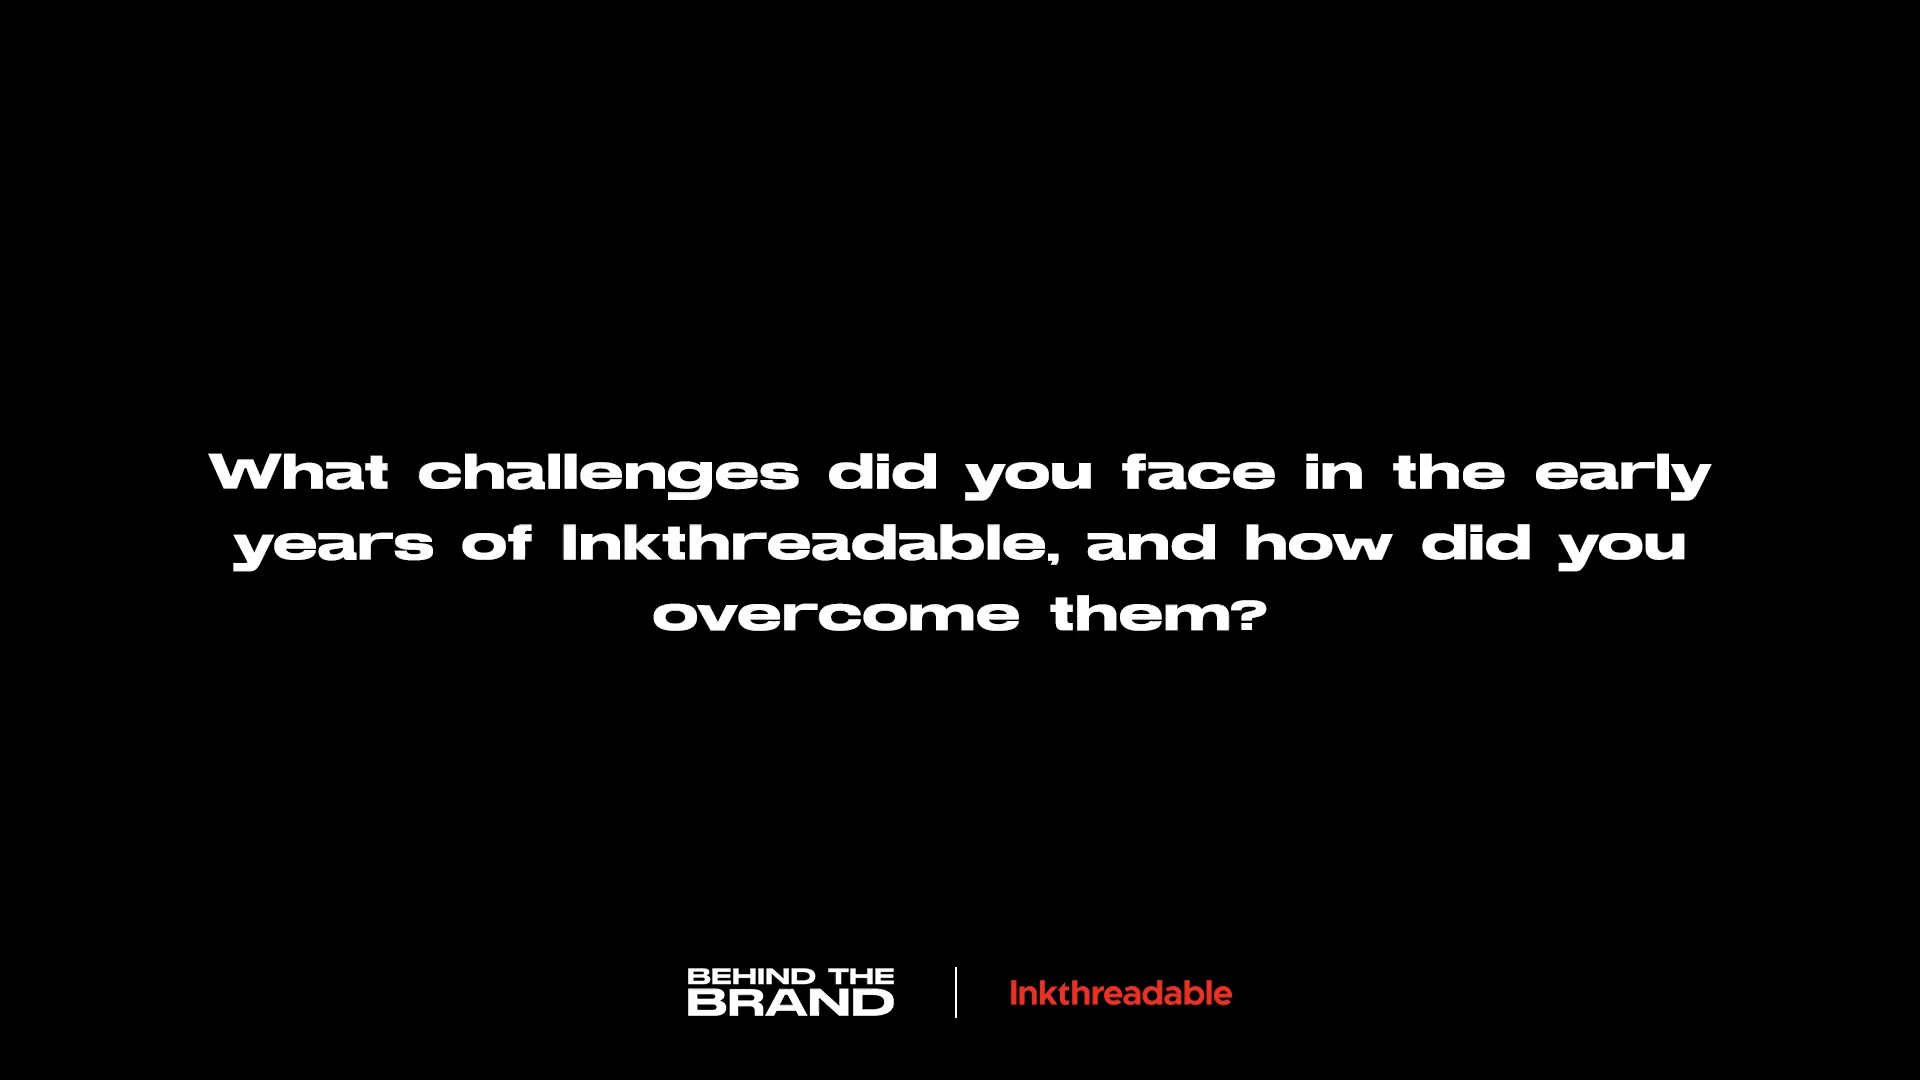 What challenges did you face in the early
years of Inkthreadable, and how did you
overcome them?
BEHIND THE
BRAND
Inkthreadable